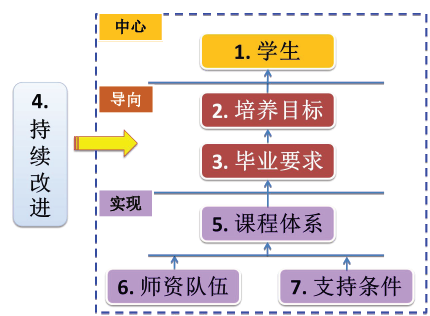 中心
1. 学生
导向
2. 培养目标
3. 毕业要求
4.
持
续
改
进
实现
5. 课程体系
6. 师资队伍
7. 支持条件